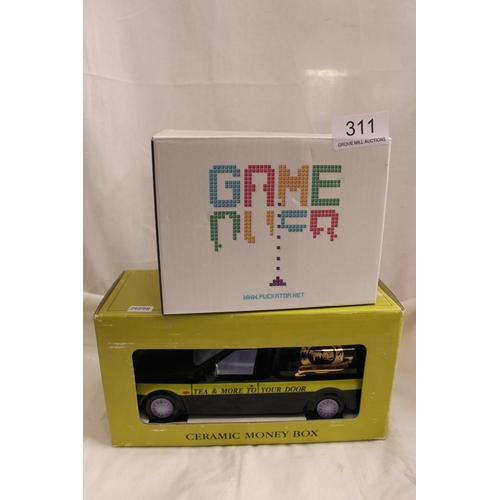 311
GROVE MILL AUCTIONS
GAME
OVER
WWW.PUCKATOR.NET
TEA & MORE TO YOUR DOOR
CERAMIC MONEY BOX